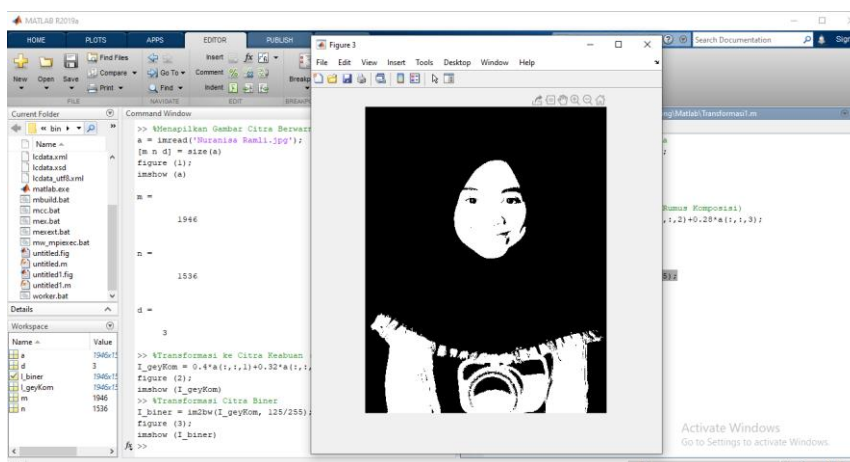 MATLAB R2019a
HOME PLOTS APPS EDITOR PUBLISH
Search Documentation
Sign
New Open Save
Find Files
Compare
Print
Go To
Find
Insert
Comment
Indent
FILE NAVIGATE EDIT
Figure 3
File Edit View Insert Tools Desktop Window Help
Current Folder
bin
Name
lcdata.xml
lcdata.xsd
lcdata_utf8.xml
matlab.exe
mbuild.bat
mcc.bat
mex.bat
mexext.bat
mw_mpiexec.bat
untitled.fig
untitled.m
untitled1.fig
untitled1.m
worker.bat
Details
Workspace
Name Value
a
d 3
I_biner
I_geyKom
m 1946
n 1536
Command Window
>> %Menapilkan Gambar Citra Berwarn
a = imread('Nuranisa Ramli.jpg');
[m n d] = size(a)
figure (1);
imshow (a)
m =
1946
n =
1536
d =
3
>> %Transformasi ke Citra Keabuan
I_geyKom = 0.4*a(:,:,1)+0.32*a(:,:,
figure (2);
imshow (I_geyKom)
>> %Transformasi Citra Biner
I_biner = im2bw(I_geyKom, 125/255);
figure (3);
imshow (I_biner)
fx >>
ng\Matlab\Transformasi1.m
Rumus Komposisi)
,:,2)+0.28*a(:,:,3);
Activate Windows
Go to Settings to activate Windows.